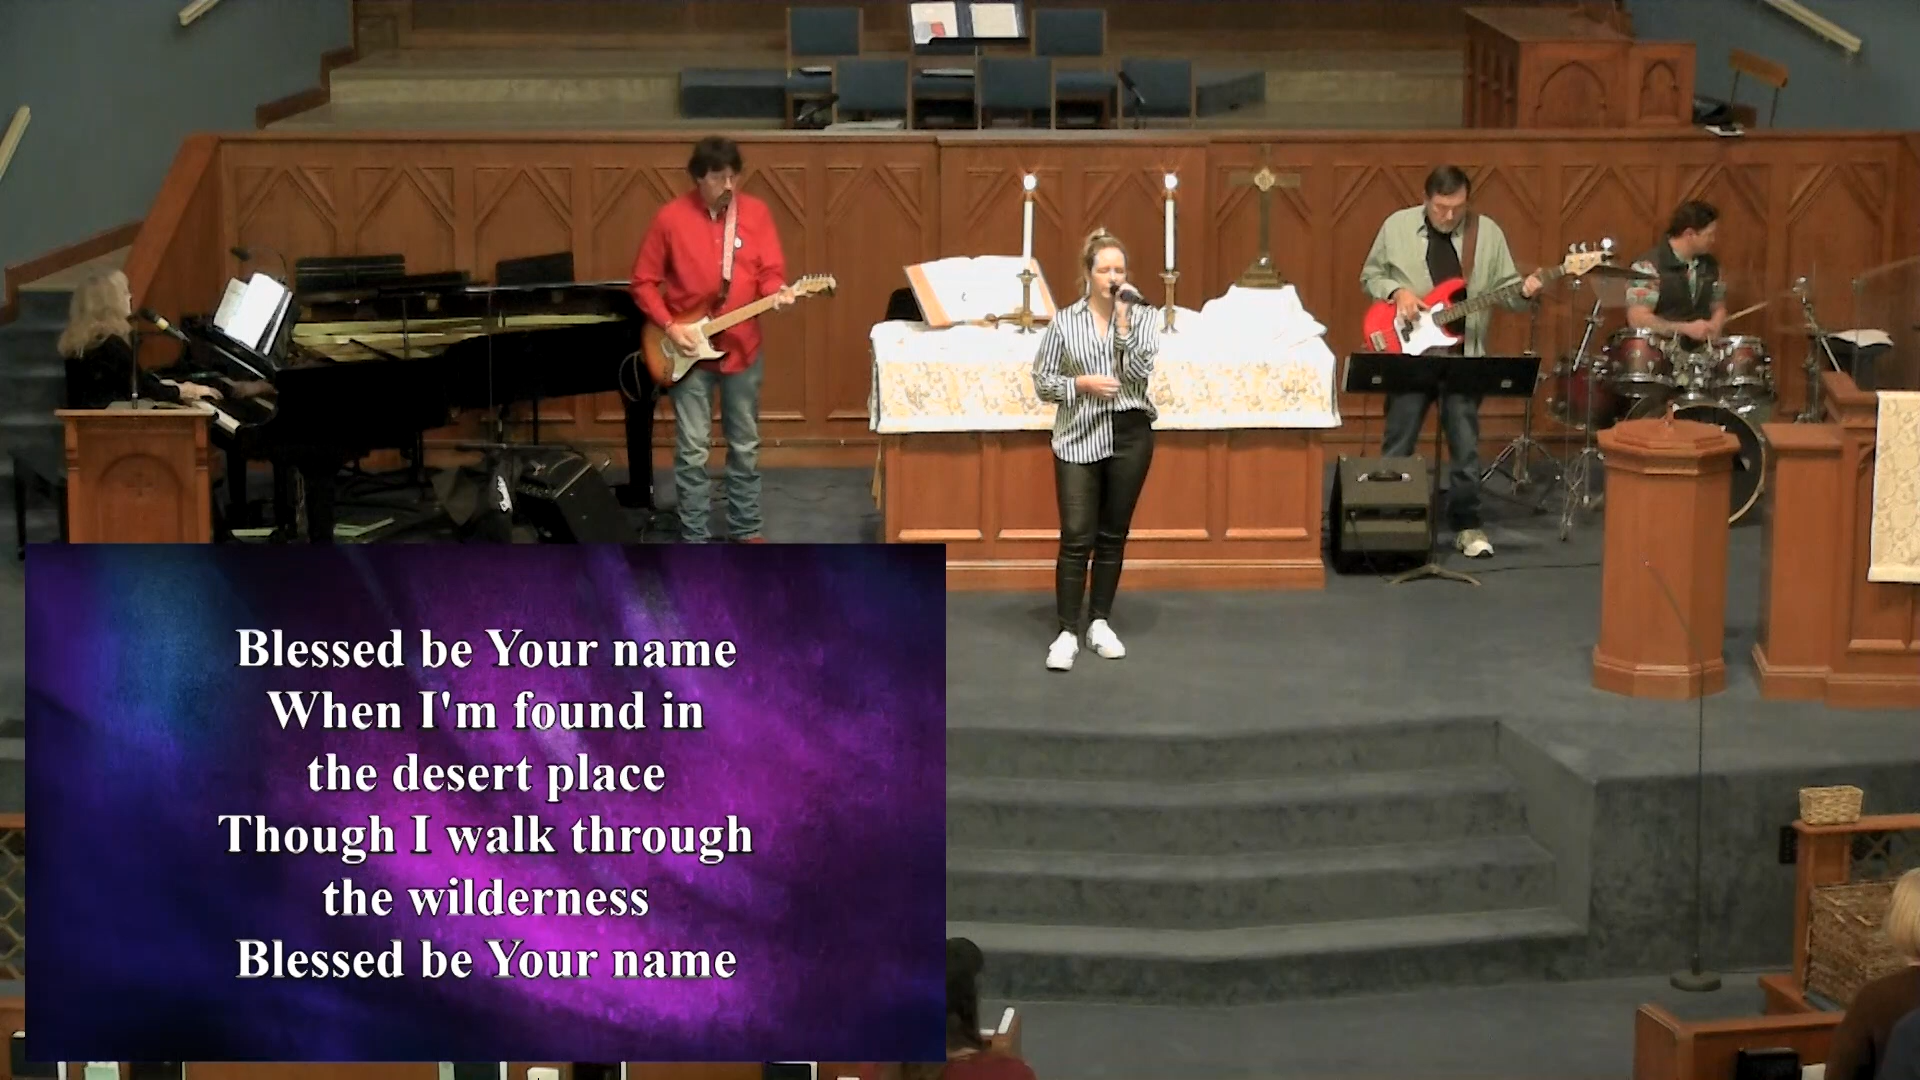 Blessed be Your name
When I'm found in
the desert place
Though I walk through
the wilderness
Blessed be Your name